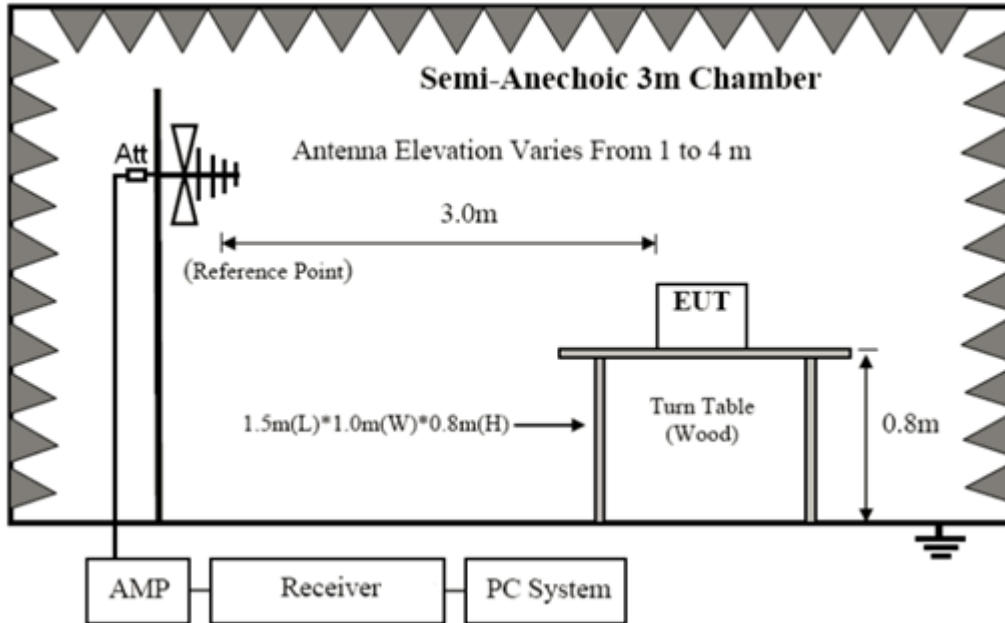 Semi-Anechoic 3m Chamber
Att
Antenna Elevation Varies From 1 to 4 m
3.0m
(Reference Point)
EUT
1.5m(L)*1.0m(W)*0.8m(H)
Turn Table
(Wood)
0.8m
AMP
Receiver
PC System